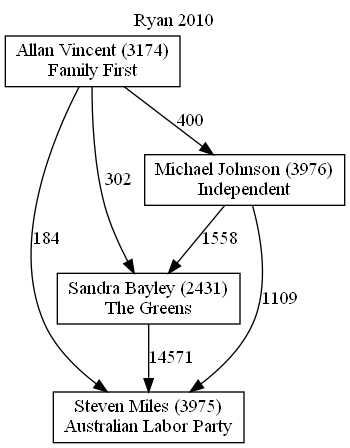 Ryan 2010
Allan Vincent (3174)
Family First
400
Michael Johnson (3976)
Independent
302
184
1558
1109
Sandra Bayley (2431)
The Greens
14571
Steven Miles (3975)
Australian Labor Party